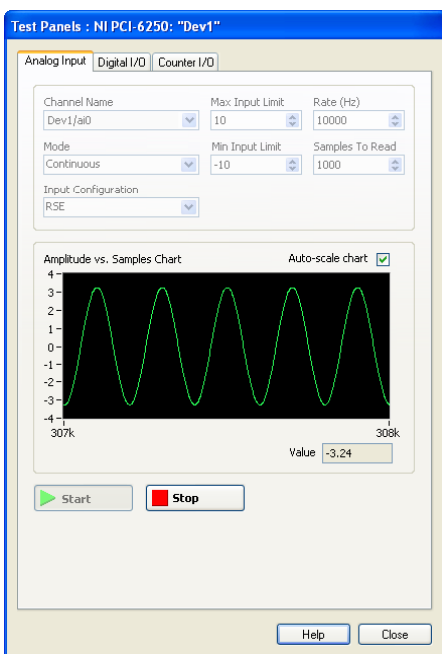 Test Panels : NI PCI-6250: "Dev1"
Analog Input Digital I/O Counter I/O
Channel Name Max Input Limit Rate (Hz)
Dev1/ai0 10 10000
Mode Min Input Limit Samples To Read
Continuous -10 1000
Input Configuration
RSE
Amplitude vs. Samples Chart Auto-scale chart
4
3
2
1
0
-1
-2
-3
-4
307k 308k
Value -3.24
Start Stop
Help Close